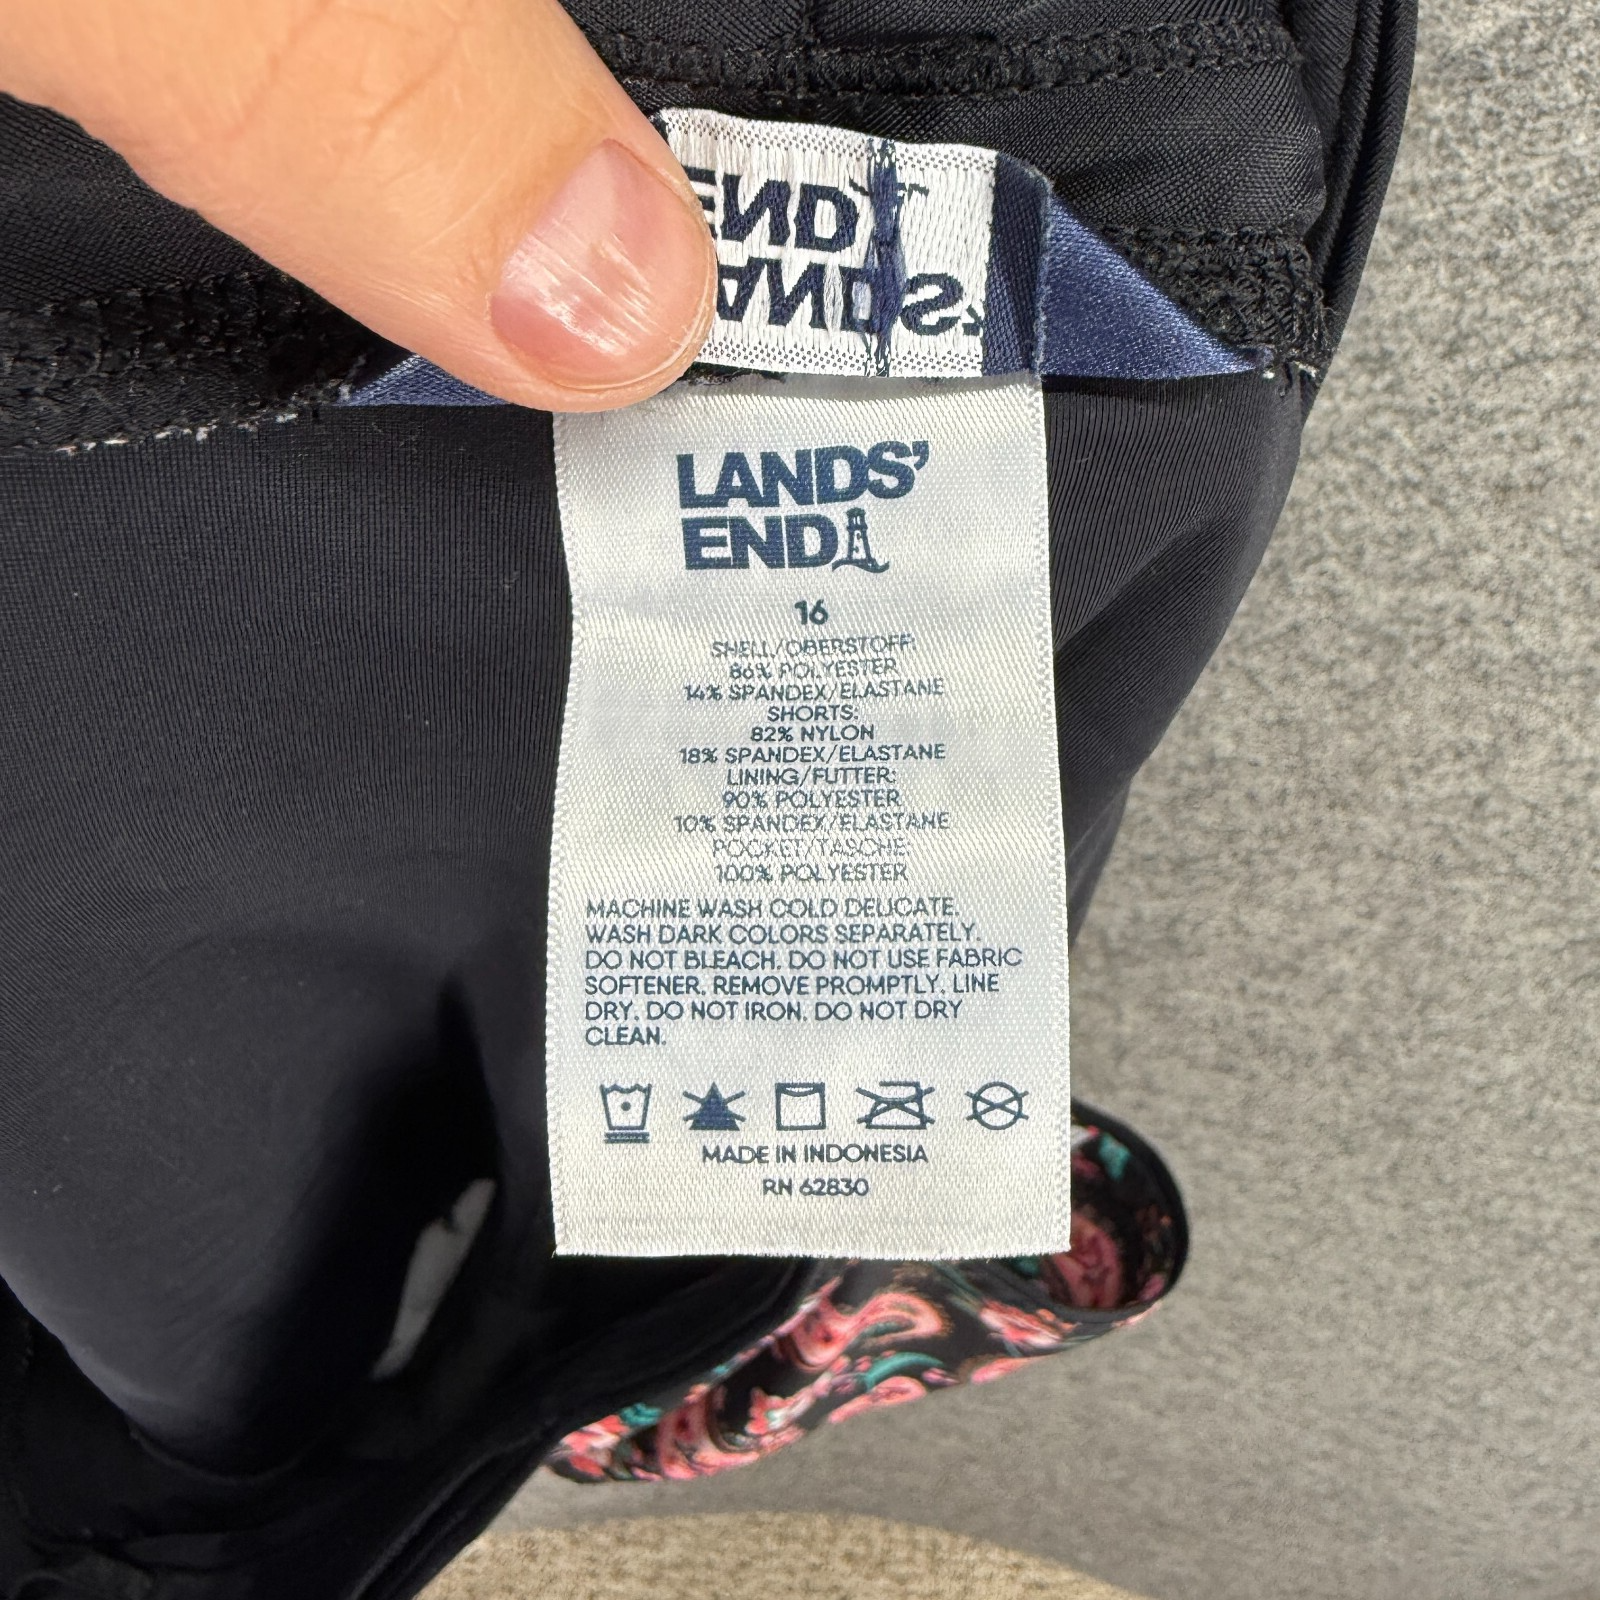 LANDS'
END
16
SHELL/OBERSTOFF:
86% POLYESTER
14% SPANDEX/ELASTANE
SHORTS:
82% NYLON
18% SPANDEX/ELASTANE
LINING/FUTTER:
90% POLYESTER
10% SPANDEX/ELASTANE
POCKET/TASCHE:
100% POLYESTER
MACHINE WASH COLD DELICATE.
WASH DARK COLORS SEPARATELY.
DO NOT BLEACH. DO NOT USE FABRIC
SOFTENER. REMOVE PROMPTLY. LINE
DRY. DO NOT IRON. DO NOT DRY
CLEAN.
MADE IN INDONESIA
RN 62830